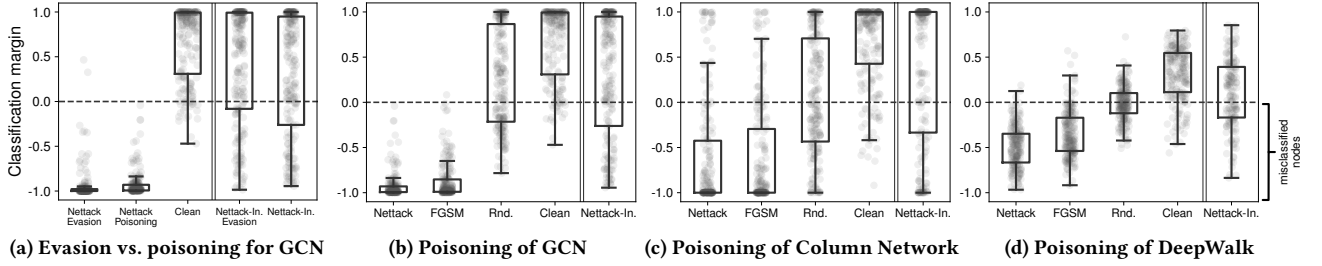 Classification margin
1.0
0.5
0.0
-0.5
-1.0
Nettack Evasion
Nettack Poisoning
Clean
Nettack-In. Evasion
Nettack-In.
(a) Evasion vs. poisoning for GCN
1.0
0.5
0.0
-0.5
-1.0
Nettack
FGSM
Rnd.
Clean
Nettack-In.
(b) Poisoning of GCN
1.0
0.5
0.0
-0.5
-1.0
Nettack
FGSM
Rnd.
Clean
Nettack-In.
(c) Poisoning of Column Network
1.0
0.5
0.0
-0.5
-1.0
Nettack
FGSM
Rnd.
Clean
Nettack-In.
misclassified
nodes
(d) Poisoning of DeepWalk